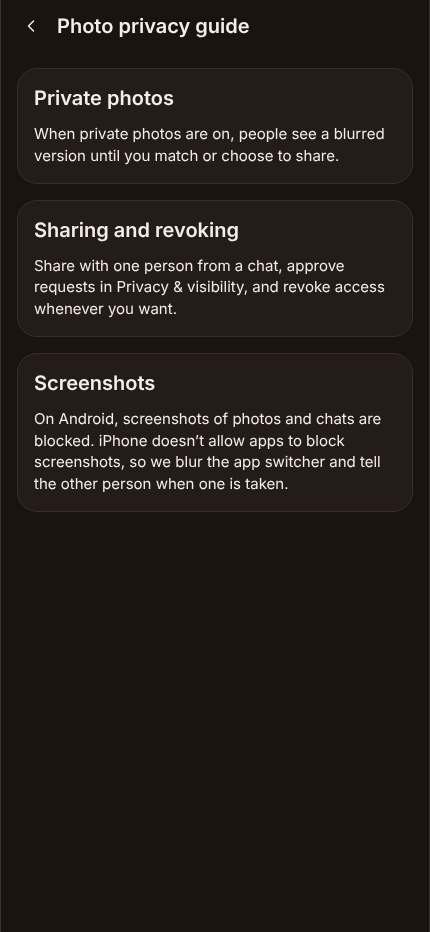 Photo privacy guide
Private photos
When private photos are on, people see a blurred
version until you match or choose to share.
Sharing and revoking
Share with one person from a chat, approve
requests in Privacy & visibility, and revoke access
whenever you want.
Screenshots
On Android, screenshots of photos and chats are
blocked. iPhone doesn’t allow apps to block
screenshots, so we blur the app switcher and tell
the other person when one is taken.